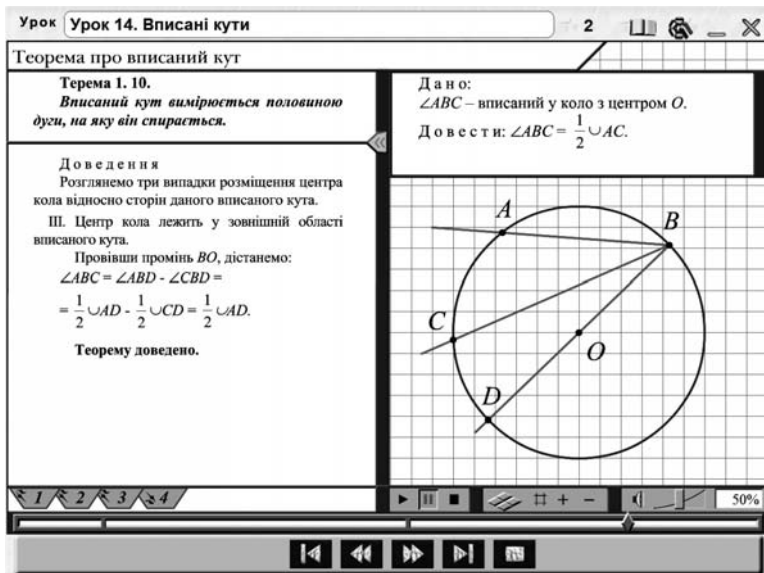 Урок Урок 14. Вписані кути 2
Теорема про вписаний кут
Терема 1. 10.
Вписаний кут вимірюється половиною
дуги, на яку він спирається.
Доведення
Розглянемо три випадки розміщення центра
кола відносно сторін даного вписаного кута.
III. Центр кола лежить у зовнішній області
вписаного кута.
Провівши промінь BO, дістанемо:
∠ABC = ∠ABD - ∠CBD =
= 1/2 ∪AD - 1/2 ∪CD = 1/2 ∪AD.
Теорему доведено.
Дано:
∠ABC – вписаний у коло з центром O.
Довести: ∠ABC = 1/2 ∪AC.
A
B
C
O
D
1 2 3 4
50%